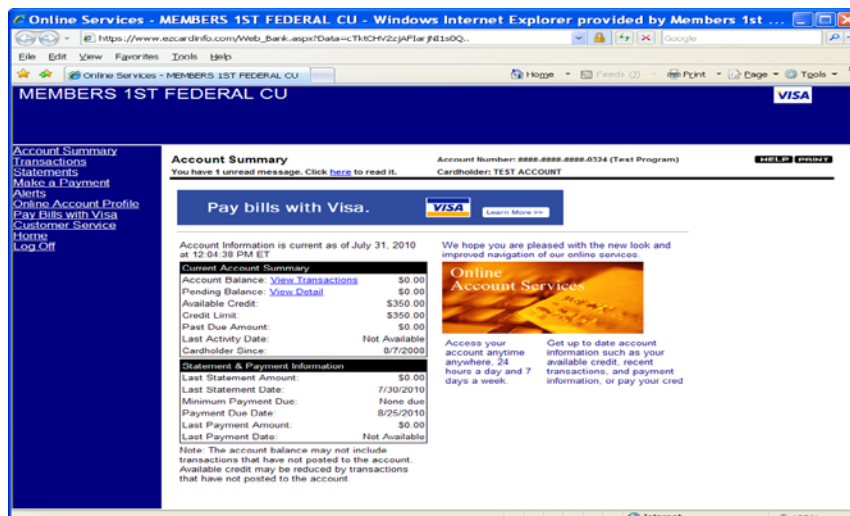 Online Services - MEMBERS 1ST FEDERAL CU - Windows Internet Explorer provided by Members 1st ...
Google
File Edit View Favorites Tools Help
Online Services - MEMBERS 1ST FEDERAL CU
Home Feeds (J) Print Page Tools
MEMBERS 1ST FEDERAL CU
VISA
Account Summary
Transactions
Statements
Make a Payment
Alerts
Online Account Profile
Pay Bills with Visa
Customer Service
Home
Log Off
Account Summary
Account Number: ####-####-####-0324 (Test Program)
HELP PRINT
You have 1 unread message. Click here to read it.
Cardholder: TEST ACCOUNT
Pay bills with Visa.
VISA
Learn More >>
Account Information is current as of July 31, 2010
at 12:04:38 PM ET
Current Account Summary
Account Balance: View Transactions $0.00
Pending Balance: View Detail $0.00
Available Credit: $350.00
Credit Limit: $350.00
Past Due Amount: $0.00
Last Activity Date: Not Available
Cardholder Since: 8/7/2008
Statement & Payment Information
Last Statement Amount: $0.00
Last Statement Date: 7/30/2010
Minimum Payment Due: None due
Payment Due Date: 8/25/2010
Last Payment Amount: $0.00
Last Payment Date: Not Available
Note: The account balance may not include
transactions that have not posted to the account.
Available credit may be reduced by transactions
that have not posted to the account.
We hope you are pleased with the new look and
improved navigation of our online services.
Online
Account Services
Access your
account anytime
anywhere, 24
hours a day and 7
days a week.
Get up to date account
information such as your
available credit, recent
transactions, and payment
information, or pay your cred